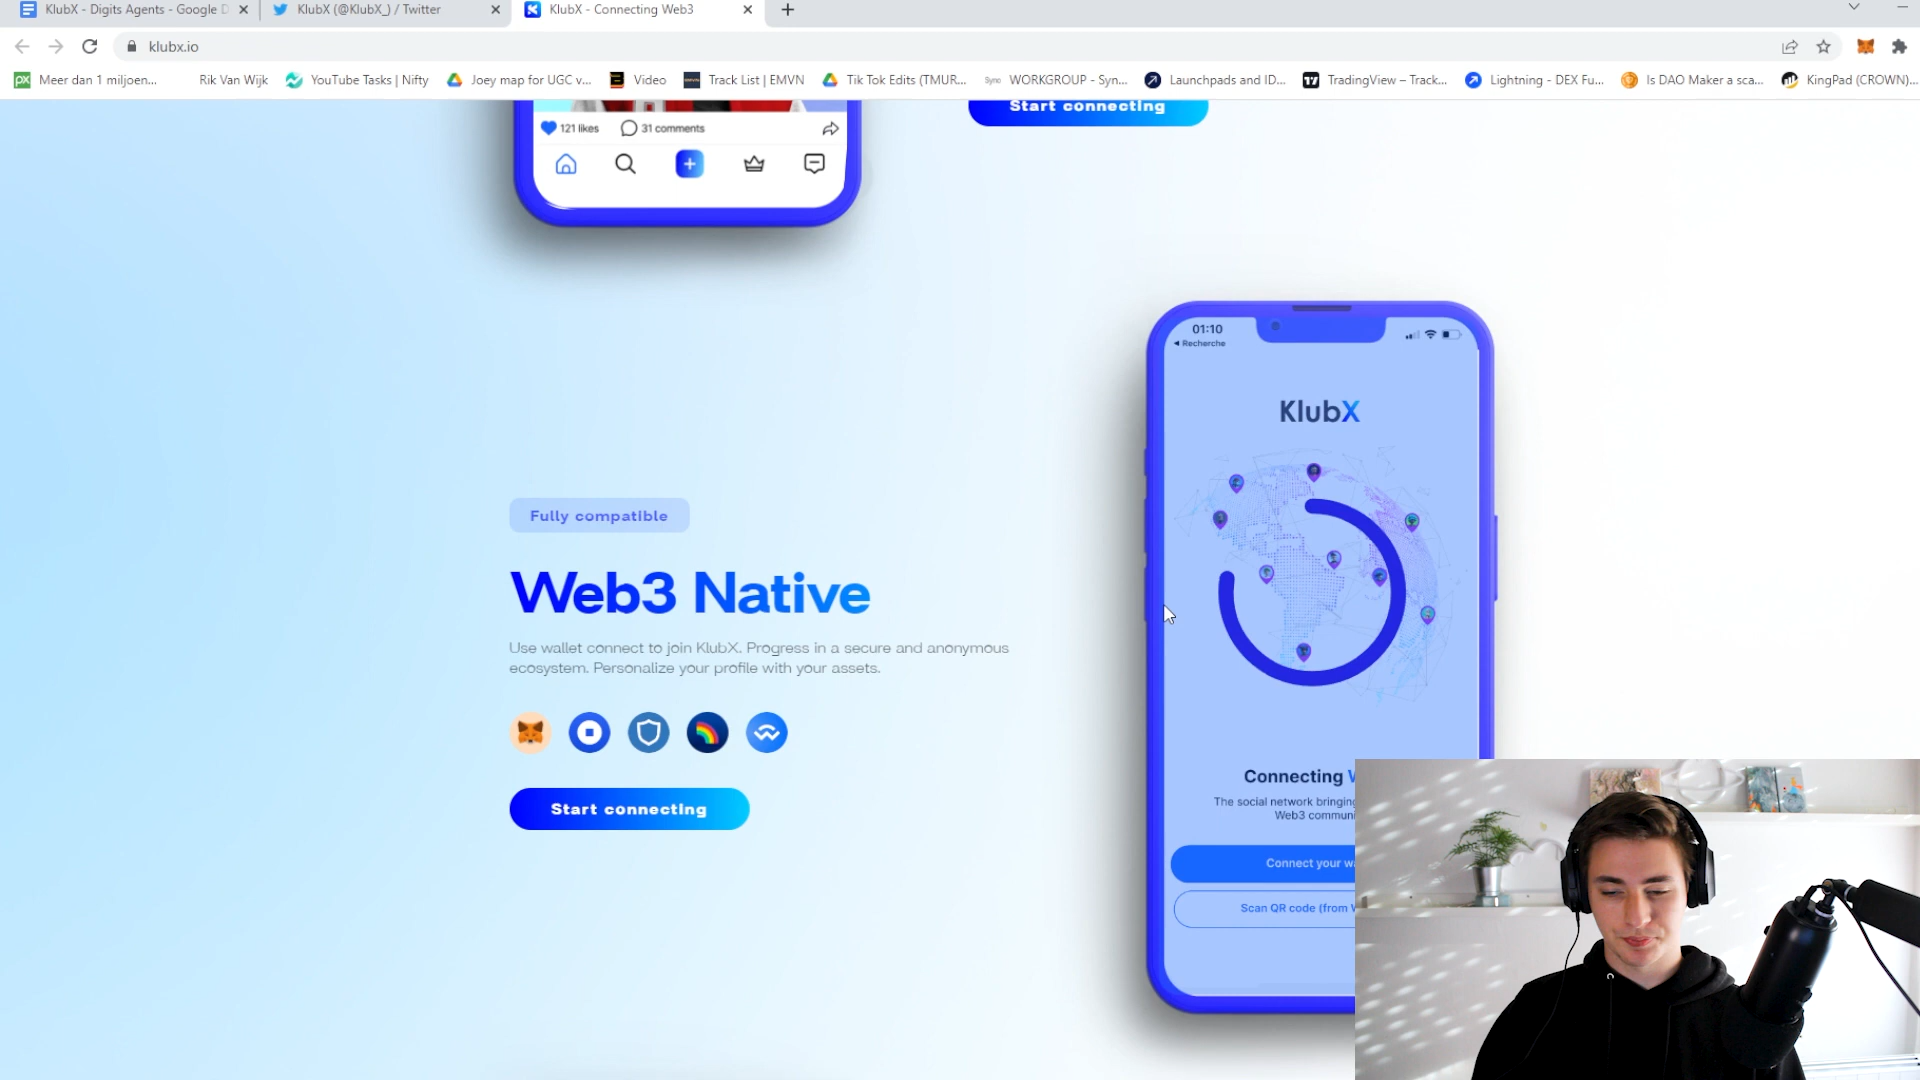 KlubX - Digits Agents - Google D
KlubX (@KlubX_) / Twitter
KlubX - Connecting Web3
klubx.io
Meer dan 1 miljoen...
Rik Van Wijk
YouTube Tasks | Nifty
Joey map for UGC v...
Video
Track List | EMVN
Tik Tok Edits (TMUR...
WORKGROUP - Syn...
Launchpads and ID...
TradingView – Track...
Lightning - DEX Fu...
Is DAO Maker a sca...
KingPad (CROWN)...
Start connecting
121 likes
31 comments
01:10
Recherche
KlubX
Fully compatible
Web3 Native
Use wallet connect to join KlubX. Progress in a secure and anonymous
ecosystem. Personalize your profile with your assets.
Start connecting
Connecting
The social network bringing
Web3 commun
Connect your wa
Scan QR code (from